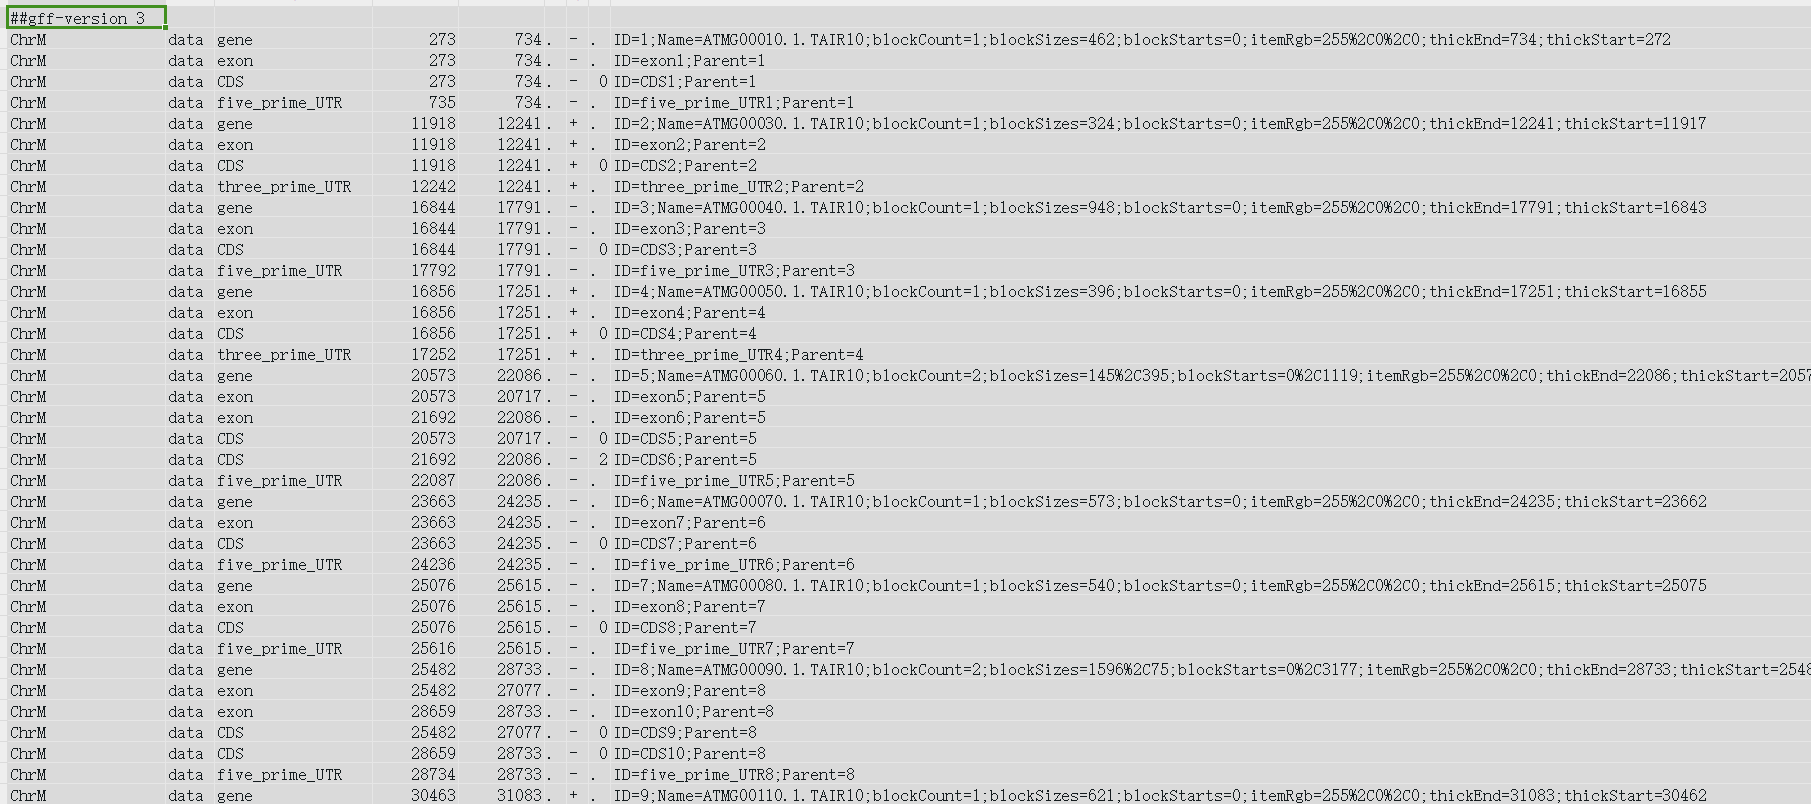 ##gff-version 3
ChrM data gene 273 734 . - . ID=1;Name=ATMG00010.1.TAIR10;blockCount=1;blockSizes=462;blockStarts=0;itemRgb=255%2C0%2C0;thickEnd=734;thickStart=272
ChrM data exon 273 734 . - . ID=exon1;Parent=1
ChrM data CDS 273 734 . - 0 ID=CDS1;Parent=1
ChrM data five_prime_UTR 735 734 . - . ID=five_prime_UTR1;Parent=1
ChrM data gene 11918 12241 . + . ID=2;Name=ATMG00030.1.TAIR10;blockCount=1;blockSizes=324;blockStarts=0;itemRgb=255%2C0%2C0;thickEnd=12241;thickStart=11917
ChrM data exon 11918 12241 . + . ID=exon2;Parent=2
ChrM data CDS 11918 12241 . + 0 ID=CDS2;Parent=2
ChrM data three_prime_UTR 12242 12241 . + . ID=three_prime_UTR2;Parent=2
ChrM data gene 16844 17791 . - . ID=3;Name=ATMG00040.1.TAIR10;blockCount=1;blockSizes=948;blockStarts=0;itemRgb=255%2C0%2C0;thickEnd=17791;thickStart=16843
ChrM data exon 16844 17791 . - . ID=exon3;Parent=3
ChrM data CDS 16844 17791 . - 0 ID=CDS3;Parent=3
ChrM data five_prime_UTR 17792 17791 . - . ID=five_prime_UTR3;Parent=3
ChrM data gene 16856 17251 . + . ID=4;Name=ATMG00050.1.TAIR10;blockCount=1;blockSizes=396;blockStarts=0;itemRgb=255%2C0%2C0;thickEnd=17251;thickStart=16855
ChrM data exon 16856 17251 . + . ID=exon4;Parent=4
ChrM data CDS 16856 17251 . + 0 ID=CDS4;Parent=4
ChrM data three_prime_UTR 17252 17251 . + . ID=three_prime_UTR4;Parent=4
ChrM data gene 20573 22086 . - . ID=5;Name=ATMG00060.1.TAIR10;blockCount=2;blockSizes=145%2C395;blockStarts=0%2C1119;itemRgb=255%2C0%2C0;thickEnd=22086;thickStart=2057
ChrM data exon 20573 20717 . - . ID=exon5;Parent=5
ChrM data exon 21692 22086 . - . ID=exon6;Parent=5
ChrM data CDS 20573 20717 . - 0 ID=CDS5;Parent=5
ChrM data CDS 21692 22086 . - 2 ID=CDS6;Parent=5
ChrM data five_prime_UTR 22087 22086 . - . ID=five_prime_UTR5;Parent=5
ChrM data gene 23663 24235 . - . ID=6;Name=ATMG00070.1.TAIR10;blockCount=1;blockSizes=573;blockStarts=0;itemRgb=255%2C0%2C0;thickEnd=24235;thickStart=23662
ChrM data exon 23663 24235 . - . ID=exon7;Parent=6
ChrM data CDS 23663 24235 . - 0 ID=CDS7;Parent=6
ChrM data five_prime_UTR 24236 24235 . - . ID=five_prime_UTR6;Parent=6
ChrM data gene 25076 25615 . - . ID=7;Name=ATMG00080.1.TAIR10;blockCount=1;blockSizes=540;blockStarts=0;itemRgb=255%2C0%2C0;thickEnd=25615;thickStart=25075
ChrM data exon 25076 25615 . - . ID=exon8;Parent=7
ChrM data CDS 25076 25615 . - 0 ID=CDS8;Parent=7
ChrM data five_prime_UTR 25616 25615 . - . ID=five_prime_UTR7;Parent=7
ChrM data gene 25482 28733 . - . ID=8;Name=ATMG00090.1.TAIR10;blockCount=2;blockSizes=1596%2C75;blockStarts=0%2C3177;itemRgb=255%2C0%2C0;thickEnd=28733;thickStart=2548
ChrM data exon 25482 27077 . - . ID=exon9;Parent=8
ChrM data exon 28659 28733 . - . ID=exon10;Parent=8
ChrM data CDS 25482 27077 . - 0 ID=CDS9;Parent=8
ChrM data CDS 28659 28733 . - 0 ID=CDS10;Parent=8
ChrM data five_prime_UTR 28734 28733 . - . ID=five_prime_UTR8;Parent=8
ChrM data gene 30463 31083 . + . ID=9;Name=ATMG00110.1.TAIR10;blockCount=1;blockSizes=621;blockStarts=0;itemRgb=255%2C0%2C0;thickEnd=31083;thickStart=30462